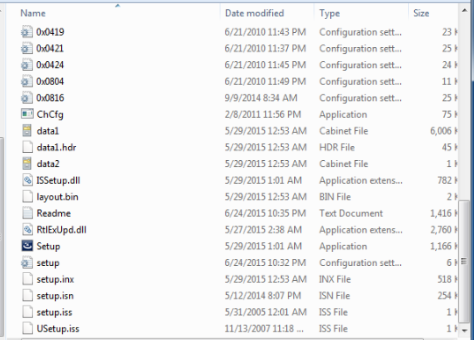 Name Date modified Type Size
0x0419 6/21/2010 11:43 PM Configuration sett... 23 K
0x0421 6/21/2010 11:37 PM Configuration sett... 25 K
0x0424 6/21/2010 11:45 PM Configuration sett... 24 K
0x0804 6/21/2010 11:49 PM Configuration sett... 11 K
0x0816 9/9/2014 8:34 AM Configuration sett... 25 K
ChCfg 2/8/2011 11:56 PM Application 75 K
data1 5/29/2015 12:53 AM Cabinet File 6,006 K
data1.hdr 5/29/2015 12:53 AM HDR File 45 K
data2 5/29/2015 12:53 AM Cabinet File 1 K
ISSetup.dll 5/29/2015 1:01 AM Application extens... 782 K
layout.bin 5/29/2015 12:53 AM BIN File 2 K
Readme 6/24/2015 10:35 PM Text Document 1,416 K
RtlExUpd.dll 5/27/2015 2:38 AM Application extens... 2,760 K
Setup 5/29/2015 1:01 AM Application 1,166 K
setup 6/24/2015 10:32 PM Configuration sett... 6 K
setup.inx 5/29/2015 12:53 AM INX File 518 K
setup.isn 5/12/2014 8:07 PM ISN File 254 K
setup.iss 5/31/2005 12:01 AM ISS File 1 K
USetup.iss 11/13/2007 11:18 ... ISS File 1 K